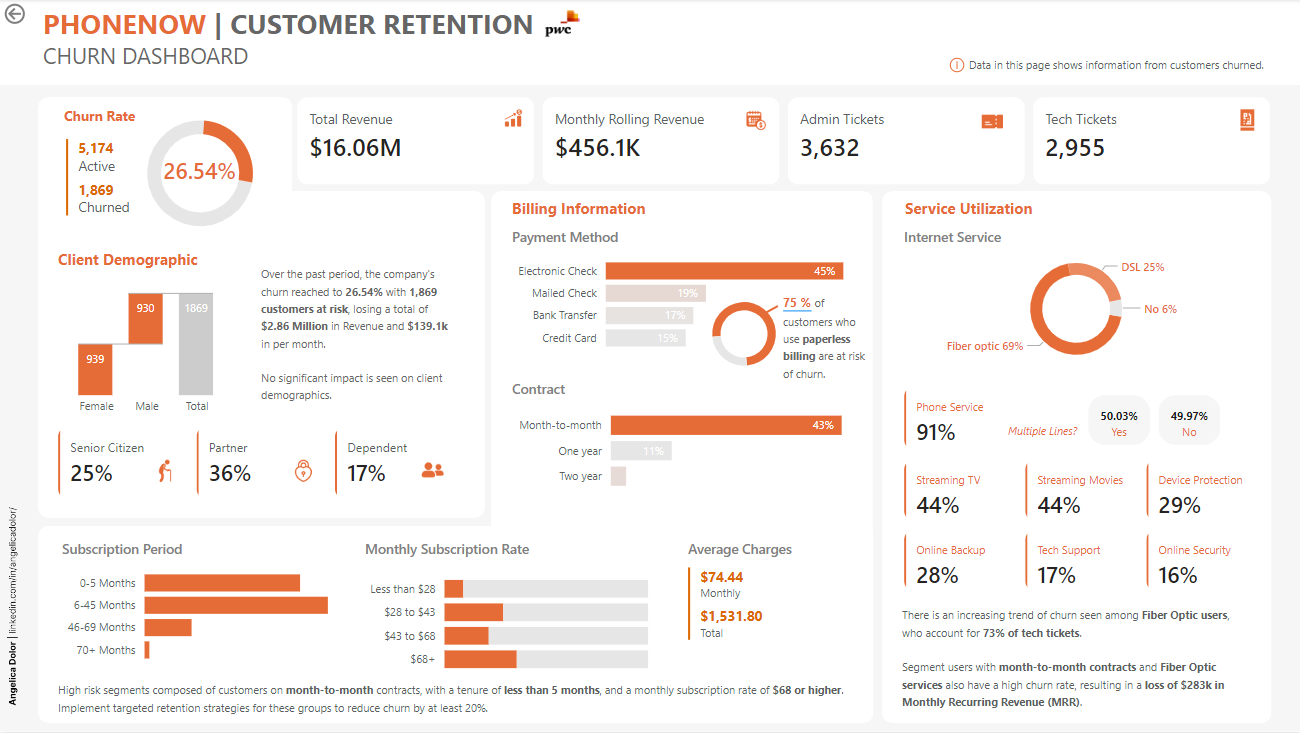 PHONENOW | CUSTOMER RETENTION
pwc
CHURN DASHBOARD
Data in this page shows information from customers churned.
Churn Rate
5,174
Active
1,869
Churned
26.54%
Total Revenue
$16.06M
Monthly Rolling Revenue
$456.1K
Admin Tickets
3,632
Tech Tickets
2,955
Client Demographic
930
1869
939
Female
Male
Total
Over the past period, the company's
churn reached to 26.54% with 1,869
customers at risk, losing a total of
$2.86 Million in Revenue and $139.1k
in per month.
No significant impact is seen on client
demographics.
Senior Citizen
25%
Partner
36%
Dependent
17%
Billing Information
Payment Method
Electronic Check 45%
Mailed Check 19%
Bank Transfer 17%
Credit Card 15%
75 % of
customers who
use paperless
billing are at risk
of churn.
Contract
Month-to-month 43%
One year 11%
Two year
Service Utilization
Internet Service
DSL 25%
No 6%
Fiber optic 69%
Phone Service
91%
Multiple Lines?
50.03%
Yes
49.97%
No
Streaming TV
44%
Streaming Movies
44%
Device Protection
29%
Online Backup
28%
Tech Support
17%
Online Security
16%
There is an increasing trend of churn seen among Fiber Optic users,
who account for 73% of tech tickets.
Segment users with month-to-month contracts and Fiber Optic
services also have a high churn rate, resulting in a loss of $283k in
Monthly Recurring Revenue (MRR).
Subscription Period
0-5 Months
6-45 Months
46-69 Months
70+ Months
Monthly Subscription Rate
Less than $28
$28 to $43
$43 to $68
$68+
Average Charges
$74.44
Monthly
$1,531.80
Total
High risk segments composed of customers on month-to-month contracts, with a tenure of less than 5 months, and a monthly subscription rate of $68 or higher.
Implement targeted retention strategies for these groups to reduce churn by at least 20%.
Angelica Dolor | linkedin.com/in/angelicadolor/